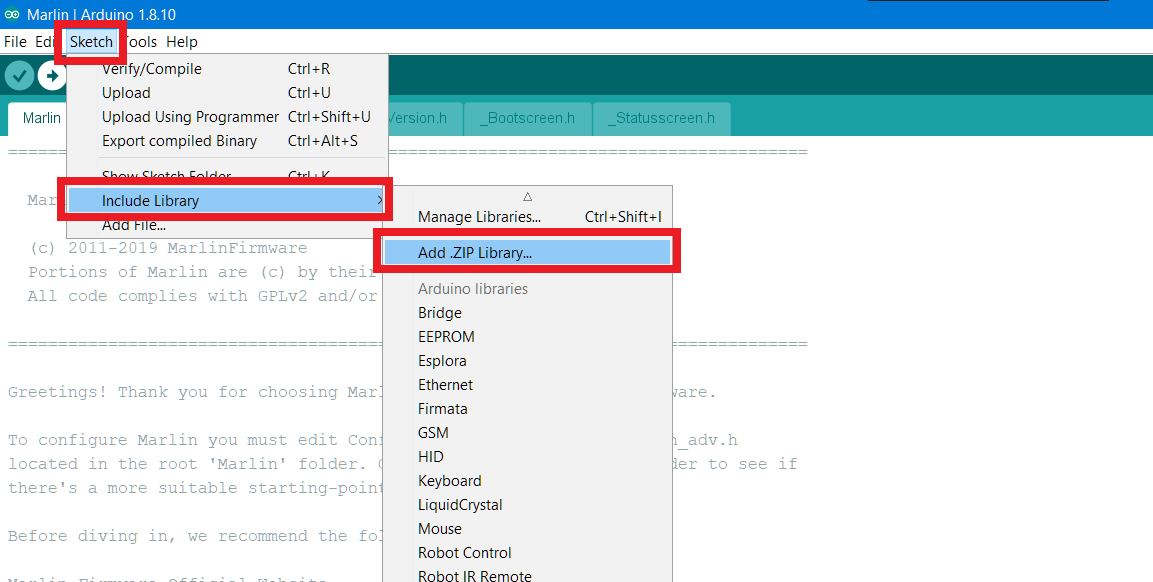 Marlin | Arduino 1.8.10
File Edi Sketch Tools Help
Verify/Compile Ctrl+R
Upload Ctrl+U
Upload Using Programmer Ctrl+Shift+U
Export compiled Binary Ctrl+Alt+S
Show Sketch Folder Ctrl+K
Include Library
Add File...
Marlin Version.h _Bootscreen.h _Statusscreen.h
Manage Libraries... Ctrl+Shift+I
Add .ZIP Library...
Arduino libraries
Bridge
EEPROM
Esplora
Ethernet
Firmata
GSM
HID
Keyboard
LiquidCrystal
Mouse
Robot Control
Robot IR Remote
================================================================================
Mar
(c) 2011-2019 MarlinFirmware
Portions of Marlin are (c) by their
All code complies with GPLv2 and/or
================================================================================
Greetings! Thank you for choosing Marl ware.
To configure Marlin you must edit Con n_adv.h
located in the root 'Marlin' folder. der to see if
there's a more suitable starting-point
Before diving in, we recommend the fol
Marlin Firmware Official Website